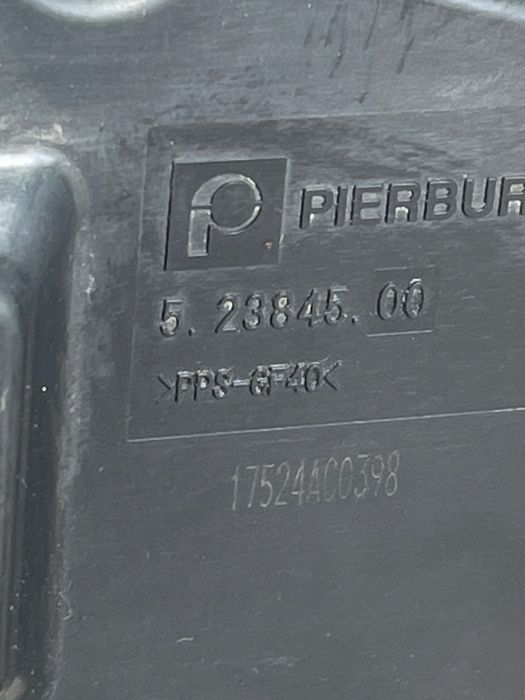 PIERBUR
5. 23845. 00
>PPS-GF40<
17524AC0398